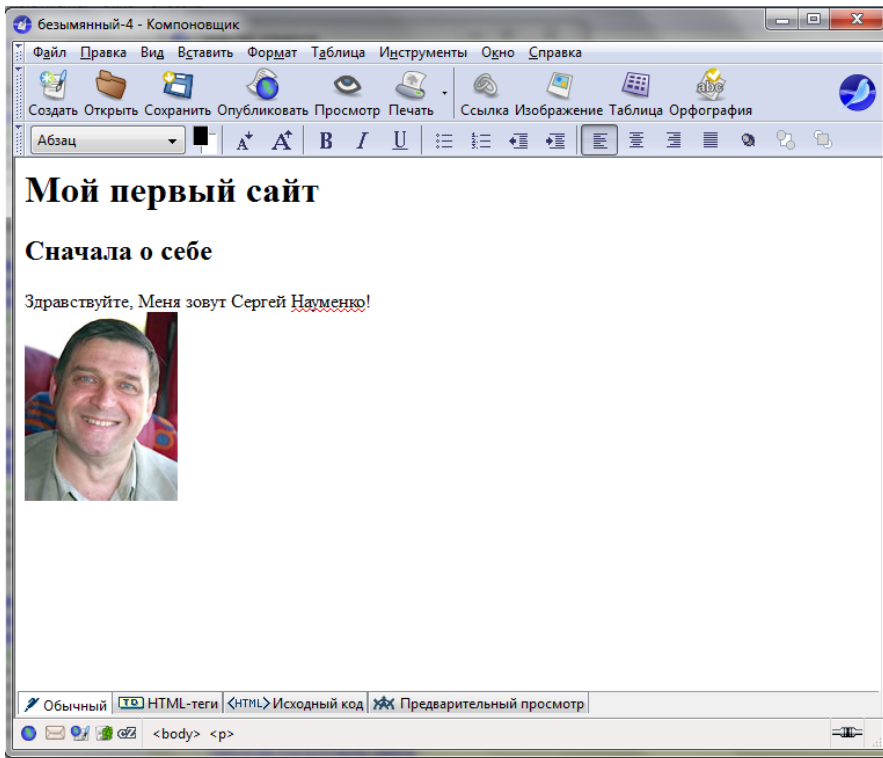 безымянный-4 - Компоновщик
Файл Правка Вид Вставить Формат Таблица Инструменты Окно Справка
Создать Открыть Сохранить Опубликовать Просмотр Печать Ссылка Изображение Таблица Орфография
Абзац A A B I U
Мой первый сайт
Сначала о себе
Здравствуйте, Меня зовут Сергей Науменко!
Обычный TD HTML-теги <HTML> Исходный код Предварительный просмотр
<body> <p>